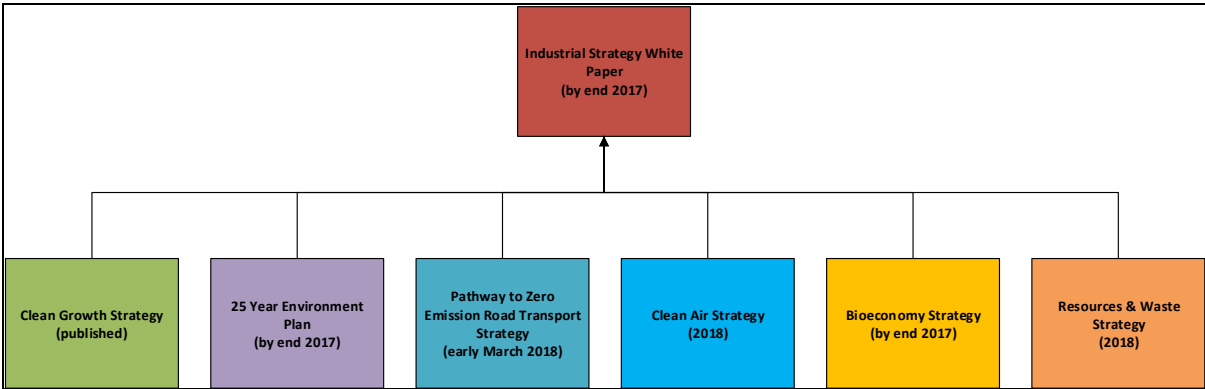 Industrial Strategy White
Paper
(by end 2017)
Clean Growth Strategy
(published)
25 Year Environment
Plan
(by end 2017)
Pathway to Zero
Emission Road Transport
Strategy
(early March 2018)
Clean Air Strategy
(2018)
Bioeconomy Strategy
(by end 2017)
Resources & Waste
Strategy
(2018)